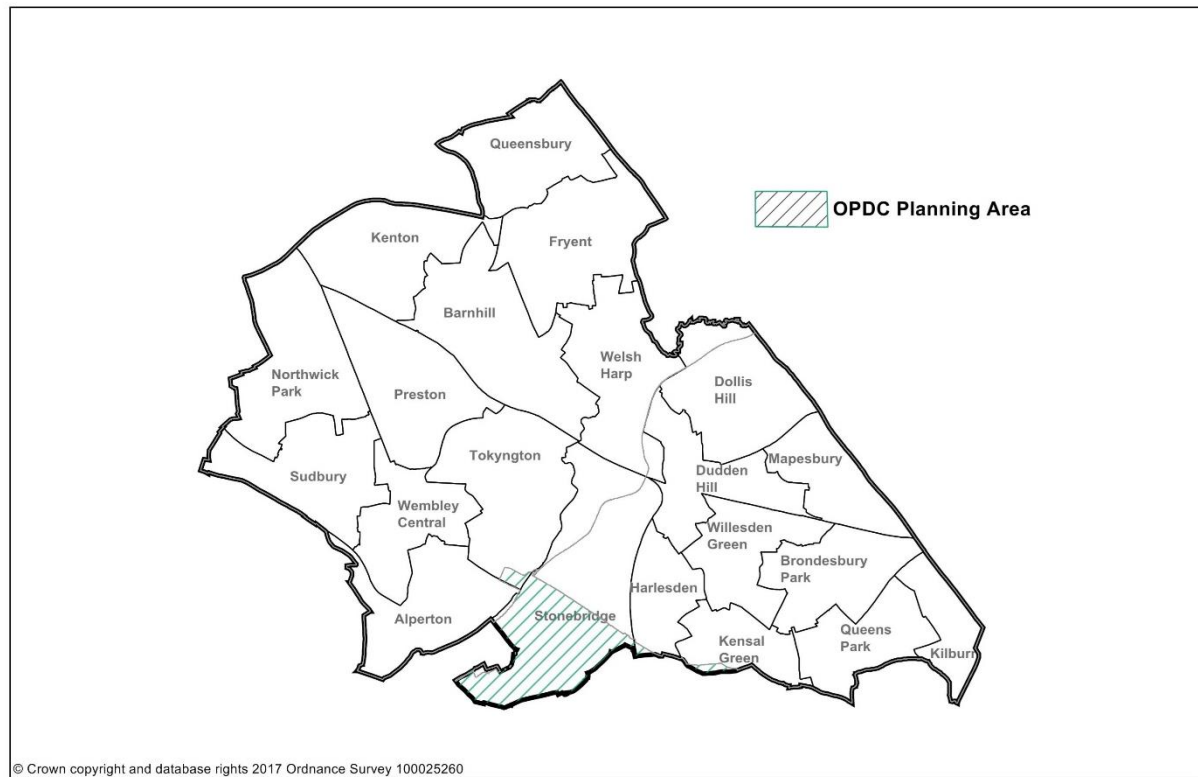 Queensbury
OPDC Planning Area
Kenton
Fryent
Barnhill
Welsh
Harp
Northwick
Park
Preston
Dollis
Hill
Tokyngton
Mapesbury
Sudbury
Dudden
Hill
Wembley
Central
Willesden
Green
Brondesbury
Park
Harlesden
Alperton
Stonebridge
Kensal
Green
Queens
Park
Kilburn
© Crown copyright and database rights 2017 Ordnance Survey 100025260